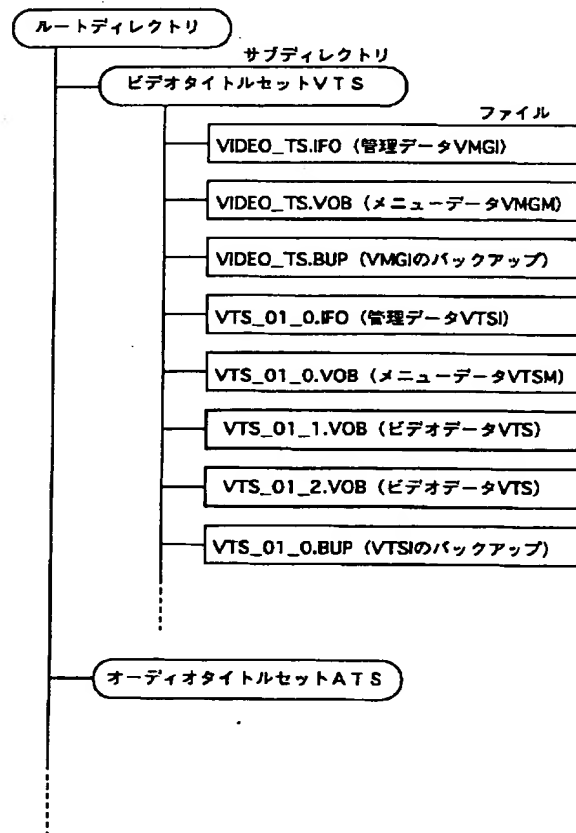 ルートディレクトリ
サブディレクトリ
ビデオタイトルセットVTS
ファイル
VIDEO_TS.IFO (管理データVMGI)
VIDEO_TS.VOB (メニューデータVMGM)
VIDEO_TS.BUP (VMGIのバックアップ)
VTS_01_0.IFO (管理データVTSI)
VTS_01_0.VOB (メニューデータVTSM)
VTS_01_1.VOB (ビデオデータVTS)
VTS_01_2.VOB (ビデオデータVTS)
VTS_01_0.BUP (VTSIのバックアップ)
オーディオタイトルセットATS